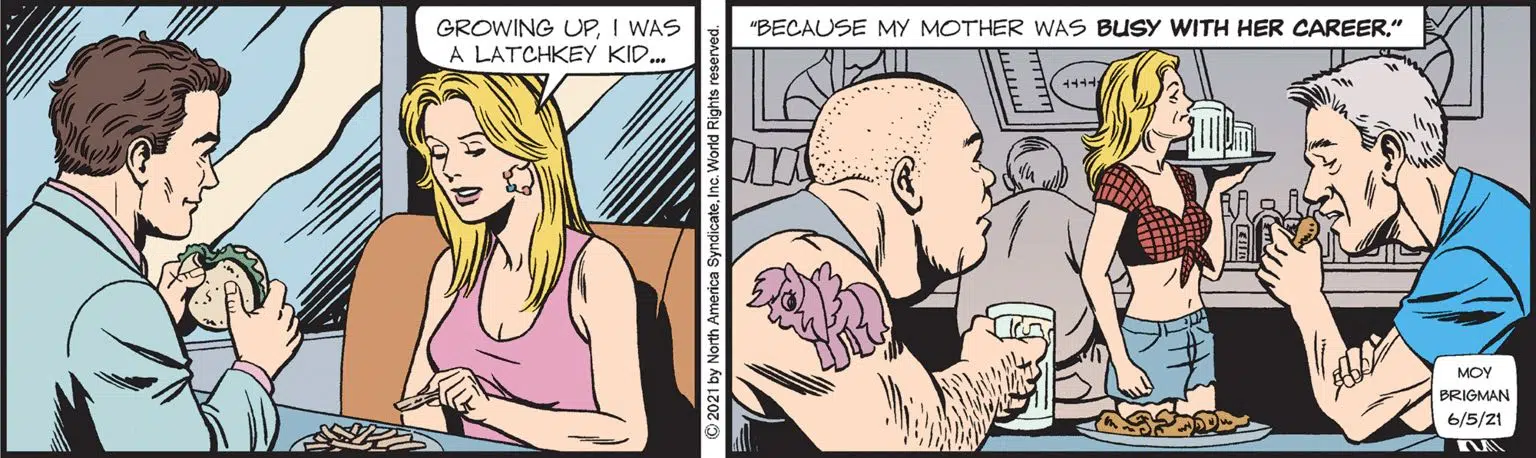 GROWING UP, I WAS
A LATCHKEY KID...
© 2021 by North America Syndicate, Inc. World Rights reserved.
"BECAUSE MY MOTHER WAS BUSY WITH HER CAREER."
MOY
BRIGMAN
6/5/21